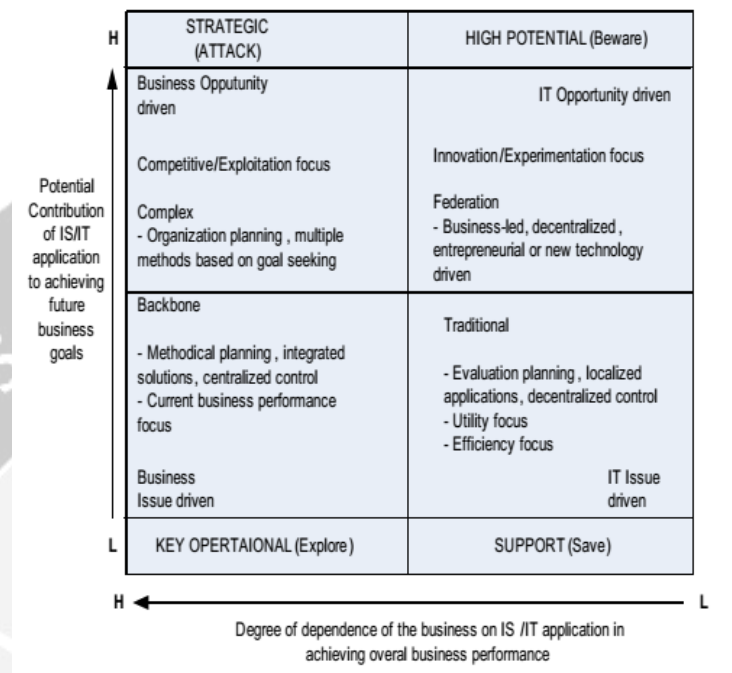 H
STRATEGIC
(ATTACK)
HIGH POTENTIAL (Beware)
Business Opputunity
driven
IT Opportunity driven
Competitive/Exploitation focus
Innovation/Experimentation focus
Complex
- Organization planning , multiple
methods based on goal seeking
Federation
- Business-led, decentralized ,
entrepreneurial or new technology
driven
Potential
Contribution
of IS/IT
application
to achieving
future
business
goals
Backbone
- Methodical planning , integrated
solutions, centralized control
- Current business performance
focus
Business
Issue driven
Traditional
- Evaluation planning , localized
applications, decentralized control
- Utility focus
- Efficiency focus
IT Issue
driven
L
KEY OPERTAIONAL (Explore)
SUPPORT (Save)
H
L
Degree of dependence of the business on IS /IT application in
achieving overal business performance